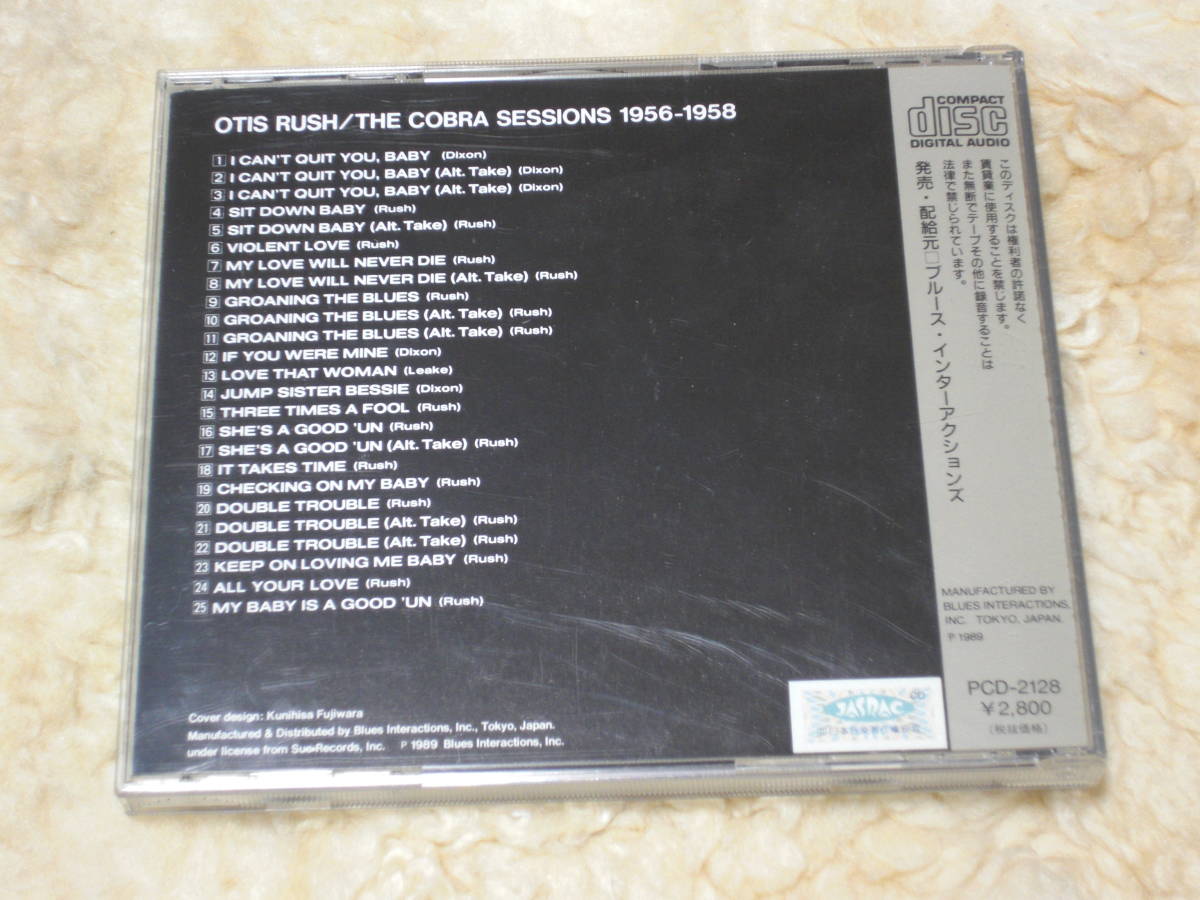 OTIS RUSH/THE COBRA SESSIONS 1956-1958
1 I CAN'T QUIT YOU, BABY (Dixon)
2 I CAN'T QUIT YOU, BABY (Alt. Take) (Dixon)
3 I CAN'T QUIT YOU, BABY (Alt. Take) (Dixon)
4 SIT DOWN BABY (Rush)
5 SIT DOWN BABY (Alt. Take) (Rush)
6 VIOLENT LOVE (Rush)
7 MY LOVE WILL NEVER DIE (Rush)
8 MY LOVE WILL NEVER DIE (Alt. Take) (Rush)
9 GROANING THE BLUES (Rush)
10 GROANING THE BLUES (Alt. Take) (Rush)
11 GROANING THE BLUES (Alt. Take) (Rush)
12 IF YOU WERE MINE (Dixon)
13 LOVE THAT WOMAN (Leake)
14 JUMP SISTER BESSIE (Dixon)
15 THREE TIMES A FOOL (Rush)
16 SHE'S A GOOD 'UN (Rush)
17 SHE'S A GOOD 'UN (Alt. Take) (Rush)
18 IT TAKES TIME (Rush)
19 CHECKING ON MY BABY (Rush)
20 DOUBLE TROUBLE (Rush)
21 DOUBLE TROUBLE (Alt. Take) (Rush)
22 DOUBLE TROUBLE (Alt. Take) (Rush)
23 KEEP ON LOVING ME BABY (Rush)
24 ALL YOUR LOVE (Rush)
25 MY BABY IS A GOOD 'UN (Rush)
Cover design: Kunihisa Fujiwara
Manufactured & Distributed by Blues Interactions, Inc., Tokyo, Japan.
under license from Sue-Records, Inc. ℗ 1989 Blues Interactions, Inc.
COMPACT
disc
DIGITAL AUDIO
このディスクは権利者の許諾なく
賃貸業に使用することを禁じます。
また無断でテープその他に録音することは
法律で禁じられています。
発売・配給元□ブルース・インターアクションズ
MANUFACTURED BY
BLUES INTERACTIONS,
INC. TOKYO, JAPAN.
℗ 1989
PCD-2128
¥2,800
(税抜価格)
CD
JASRAC